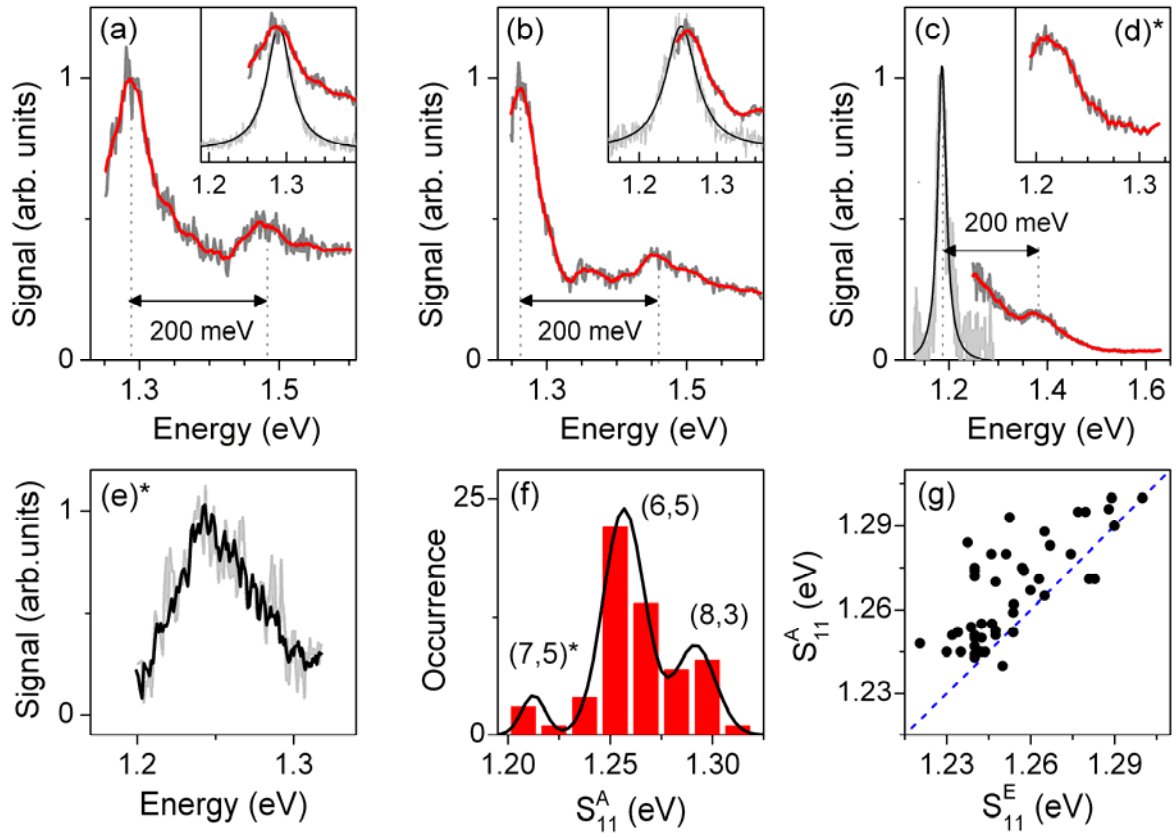 (a)
Signal (arb. units)
1
0
1.2 1.3
200 meV
1.3 1.5
Energy (eV)
(b)
Signal (arb. units)
1
0
1.2 1.3
200 meV
1.3 1.5
Energy (eV)
(c)
(d)*
Signal (arb. units)
1
0
1.2 1.3
200 meV
1.2 1.4 1.6
Energy (eV)
(e)*
Signal (arb.units)
1
0
1.2 1.3
Energy (eV)
(f)
Occurrence
25
0
(7,5)*
(6,5)
(8,3)
1.20 1.25 1.30
S₁₁ᴬ (eV)
(g)
S₁₁ᴬ (eV)
1.29
1.26
1.23
1.23 1.26 1.29
S₁₁ᴱ (eV)